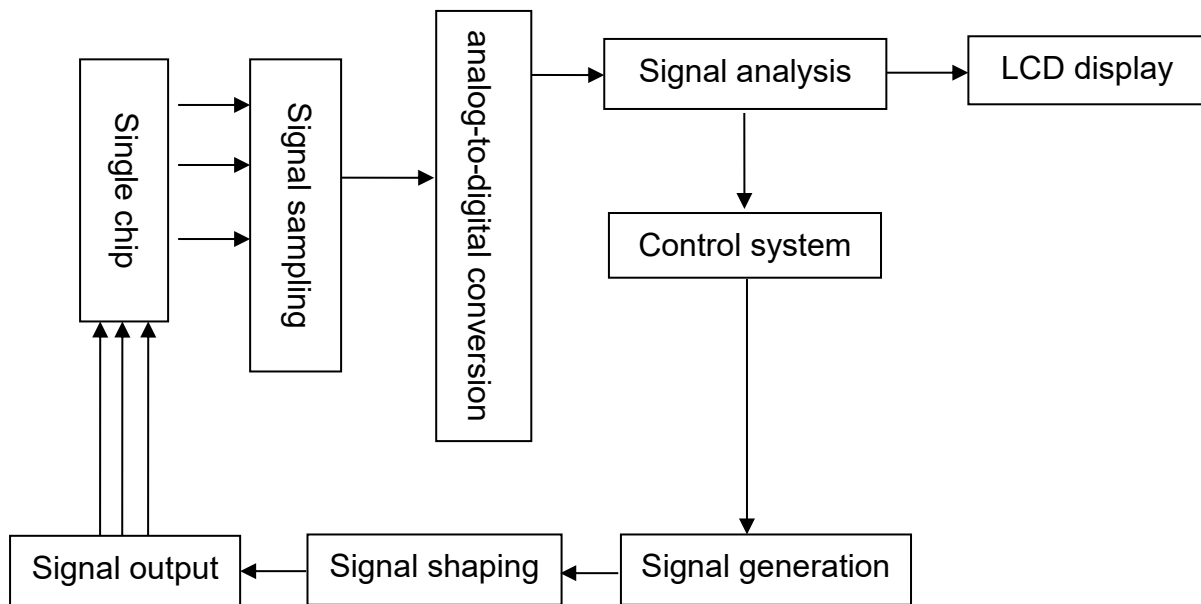 Single chip
Signal sampling
analog-to-digital conversion
Signal analysis
LCD display
Control system
Signal output
Signal shaping
Signal generation